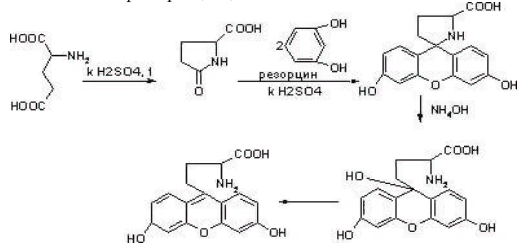 HOOC
NH2
HOOC
k H2SO4, t
COOH
NH
O
2
OH
OH
резорцин
k H2SO4
COOH
NH
HO
O
OH
NH4OH
COOH
HO
NH2
HO
O
OH
COOH
NH2
HO
O
OH